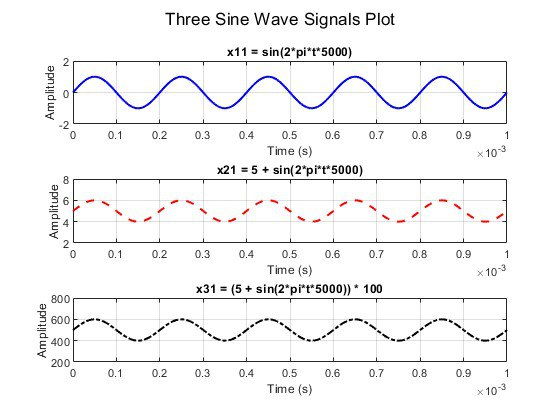 Three Sine Wave Signals Plot
x11 = sin(2*pi*t*5000)
Amplitude
2
0
-2
0 0.1 0.2 0.3 0.4 0.5 0.6 0.7 0.8 0.9 1
Time (s)
×10⁻³
x21 = 5 + sin(2*pi*t*5000)
Amplitude
8
6
4
2
0 0.1 0.2 0.3 0.4 0.5 0.6 0.7 0.8 0.9 1
Time (s)
×10⁻³
x31 = (5 + sin(2*pi*t*5000)) * 100
Amplitude
800
600
400
200
0 0.1 0.2 0.3 0.4 0.5 0.6 0.7 0.8 0.9 1
Time (s)
×10⁻³